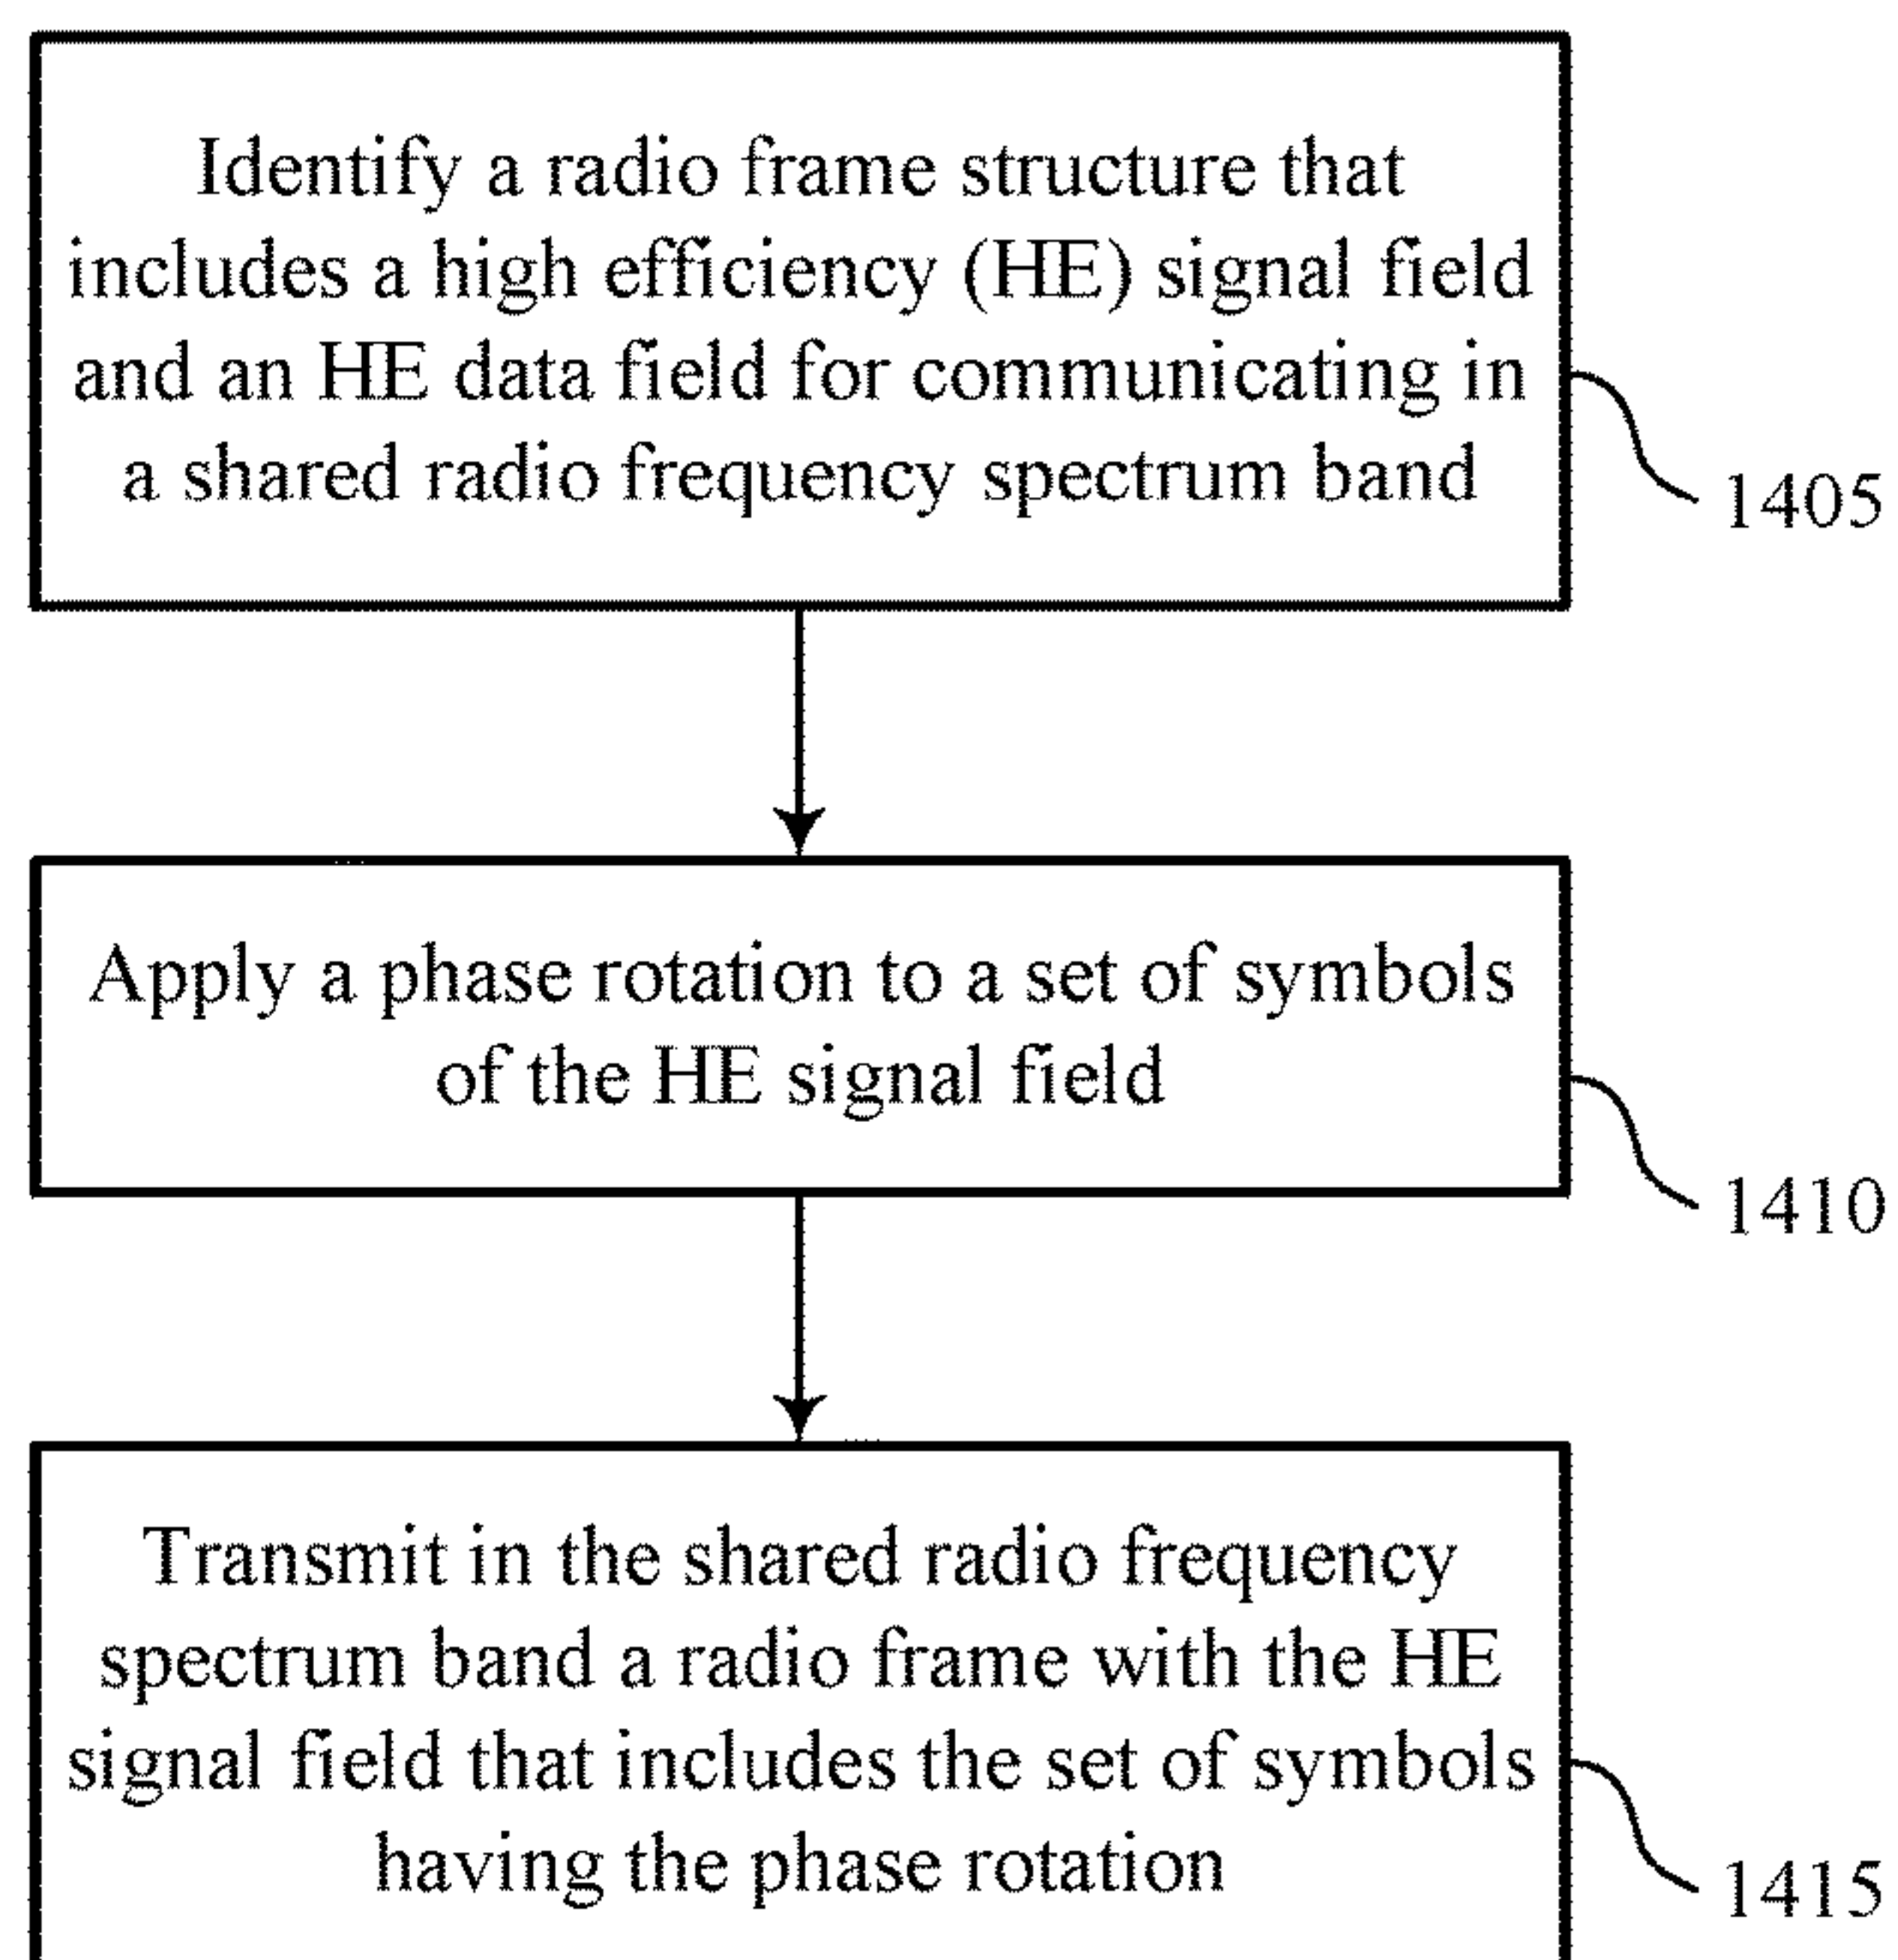 Identify a radio frame structure that
includes a high efficiency (HE) signal field
and an HE data field for communicating in
a shared radio frequency spectrum band
1405
Apply a phase rotation to a set of symbols
of the HE signal field
1410
Transmit in the shared radio frequency
spectrum band a radio frame with the HE
signal field that includes the set of symbols
having the phase rotation
1415